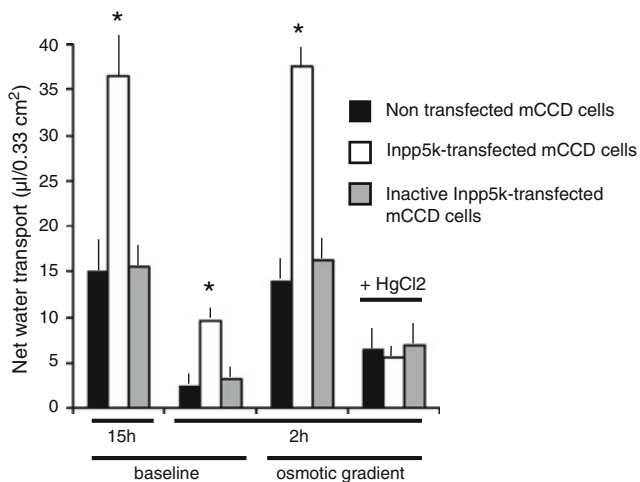 Net water transport (µl/0.33 cm²)
40
35
30
25
20
15
10
5
0
*
*
*
+ HgCl2
Non transfected mCCD cells
Inpp5k-transfected mCCD cells
Inactive Inpp5k-transfected
mCCD cells
15h
2h
baseline
osmotic gradient